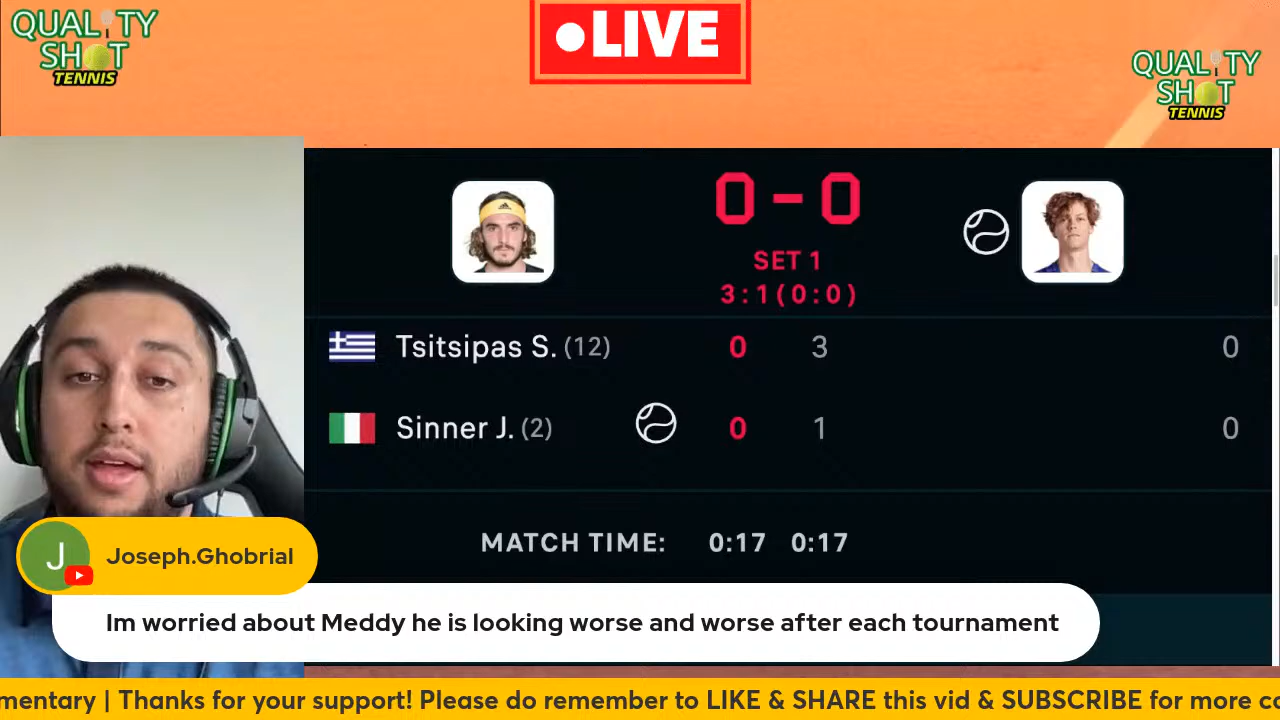 QUALITY
SHOT
TENNIS
LIVE
QUALITY
SHOT
TENNIS
0 - 0
SET 1
3 : 1 ( 0 : 0 )
Tsitsipas S. (12) 0 3 0
Sinner J. (2) 0 1 0
MATCH TIME: 0:17 0:17
J Joseph.Ghobrial
Im worried about Meddy he is looking worse and worse after each tournament
mentary | Thanks for your support! Please do remember to LIKE & SHARE this vid & SUBSCRIBE for more co